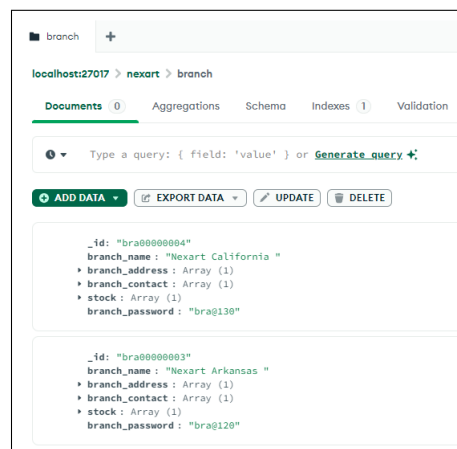 branch +
localhost:27017 > nexart > branch
Documents 0 Aggregations Schema Indexes 1 Validation
Type a query: { field: 'value' } or Generate query
ADD DATA EXPORT DATA UPDATE DELETE
_id: "bra00000004"
branch_name : "Nexart California "
branch_address : Array (1)
branch_contact : Array (1)
stock : Array (1)
branch_password : "bra@130"
_id: "bra00000003"
branch_name : "Nexart Arkansas "
branch_address : Array (1)
branch_contact : Array (1)
stock : Array (1)
branch_password : "bra@120"